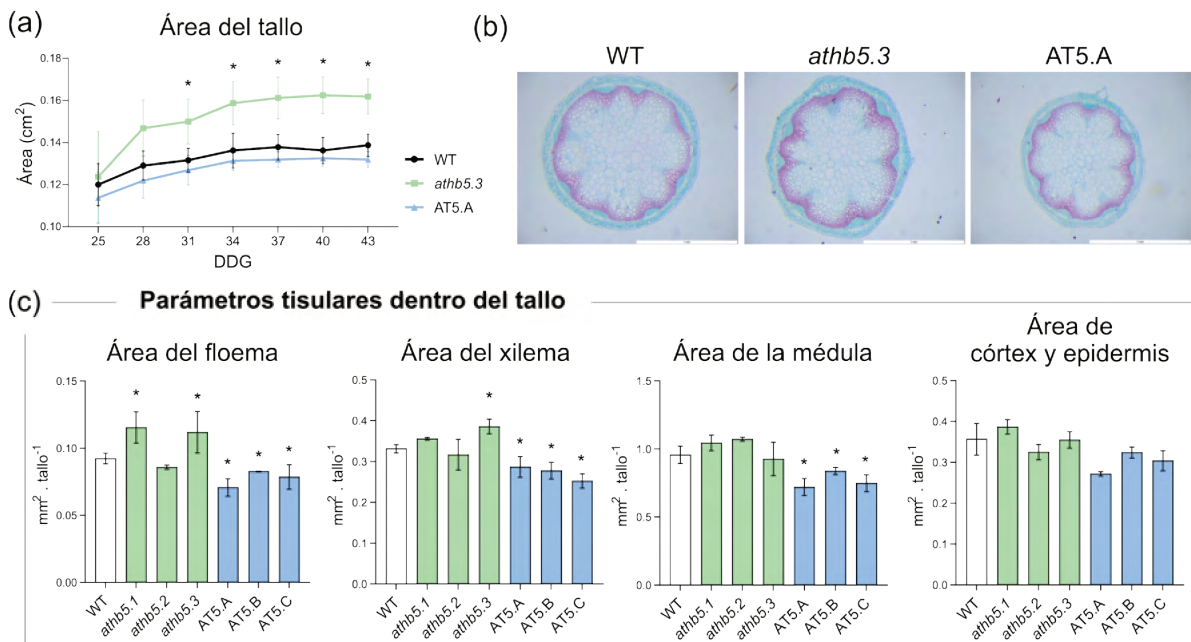 (a)
Área del tallo
Área (cm²)
0.18
0.16
0.14
0.12
0.10
* * * * *
25 28 31 34 37 40 43
DDG
WT
athb5.3
AT5.A
(b)
WT athb5.3 AT5.A
(c)
Parámetros tisulares dentro del tallo
Área del floema
mm² . tallo⁻¹
0.15
0.10
0.05
0.00
* * * * *
WT athb5.1 athb5.2 athb5.3 AT5.A AT5.B AT5.C
Área del xilema
mm² . tallo⁻¹
0.5
0.4
0.3
0.2
0.1
0.0
* * * *
WT athb5.1 athb5.2 athb5.3 AT5.A AT5.B AT5.C
Área de la médula
mm² . tallo⁻¹
1.5
1.0
0.5
0.0
* * *
WT athb5.1 athb5.2 athb5.3 AT5.A AT5.B AT5.C
Área de
córtex y epidermis
mm² . tallo⁻¹
0.5
0.4
0.3
0.2
0.1
0.0
WT athb5.1 athb5.2 athb5.3 AT5.A AT5.B AT5.C